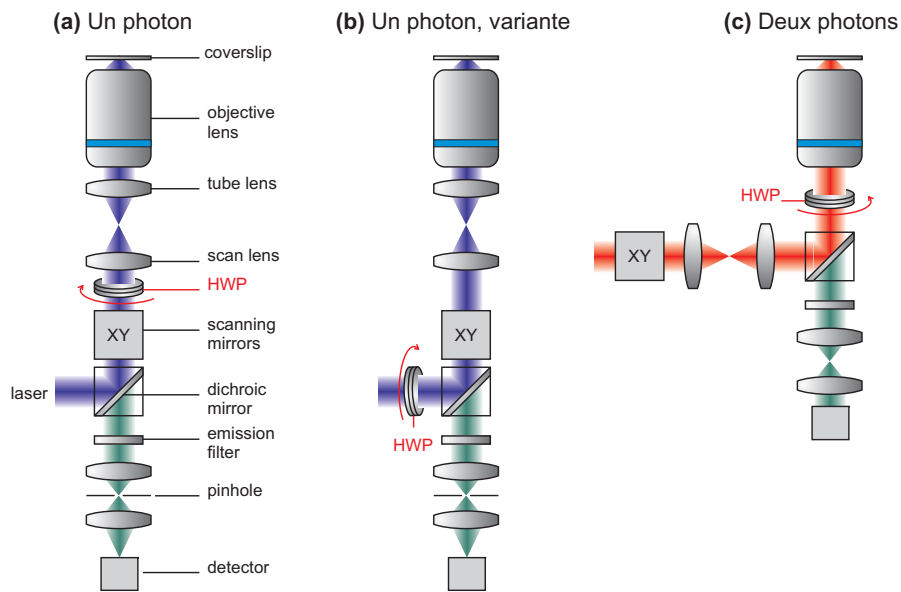 (a) Un photon
coverslip
objective
lens
tube lens
scan lens
HWP
XY
scanning
mirrors
laser
dichroic
mirror
emission
filter
pinhole
detector
(b) Un photon, variante
XY
HWP
(c) Deux photons
HWP
XY